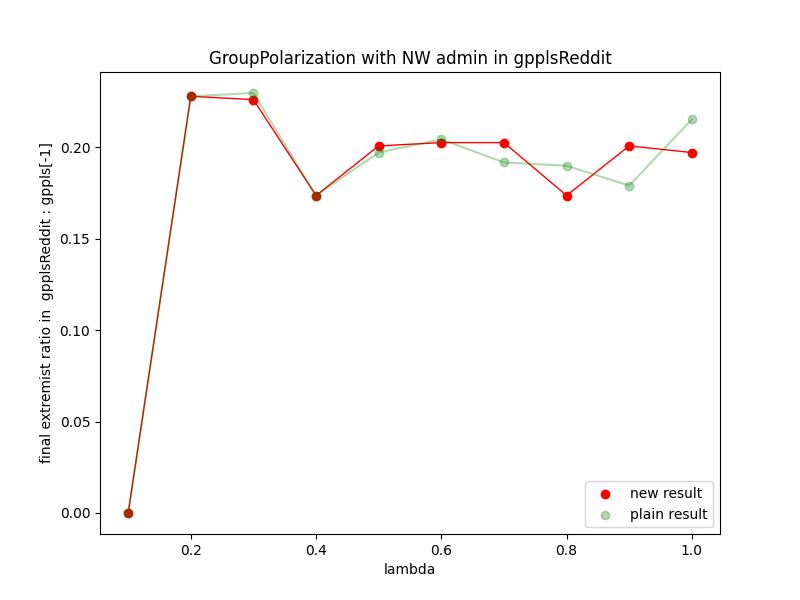 GroupPolarization with NW admin in gpplsReddit
final extremist ratio in  gpplsReddit : gppls[-1]
0.20
0.15
0.10
0.05
0.00
new result
plain result
0.2
0.4
0.6
0.8
1.0
lambda